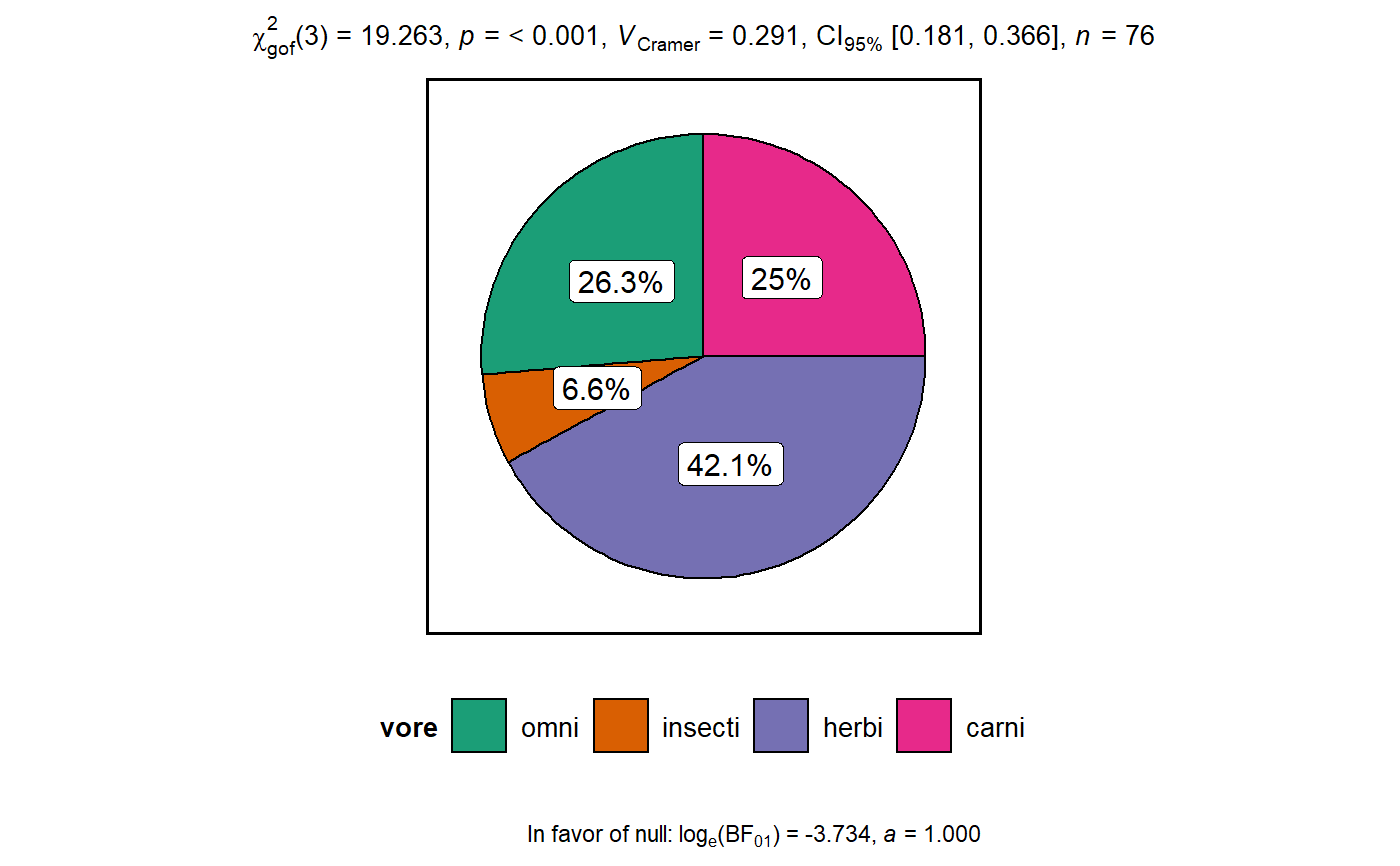 χ²gof(3) = 19.263, p = < 0.001, VCramer = 0.291, CI95% [0.181, 0.366], n = 76
26.3%
25%
6.6%
42.1%
vore omni insecti herbi carni
In favor of null: loge(BF01) = -3.734, a = 1.000